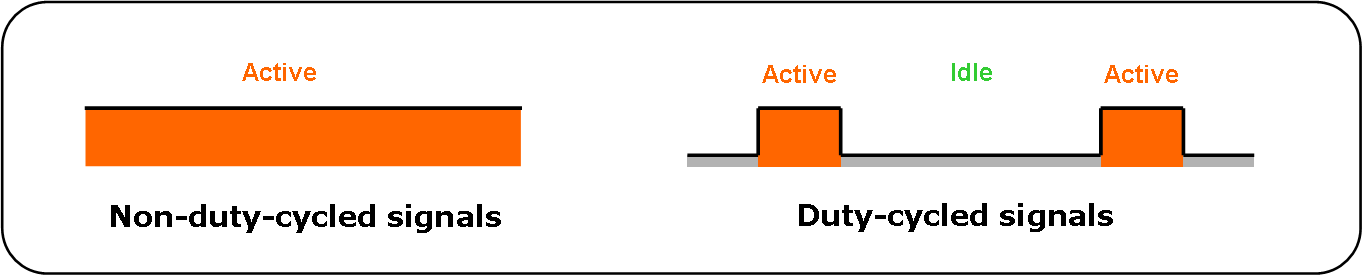 Active
Non-duty-cycled signals
Active
Idle
Active
Duty-cycled signals